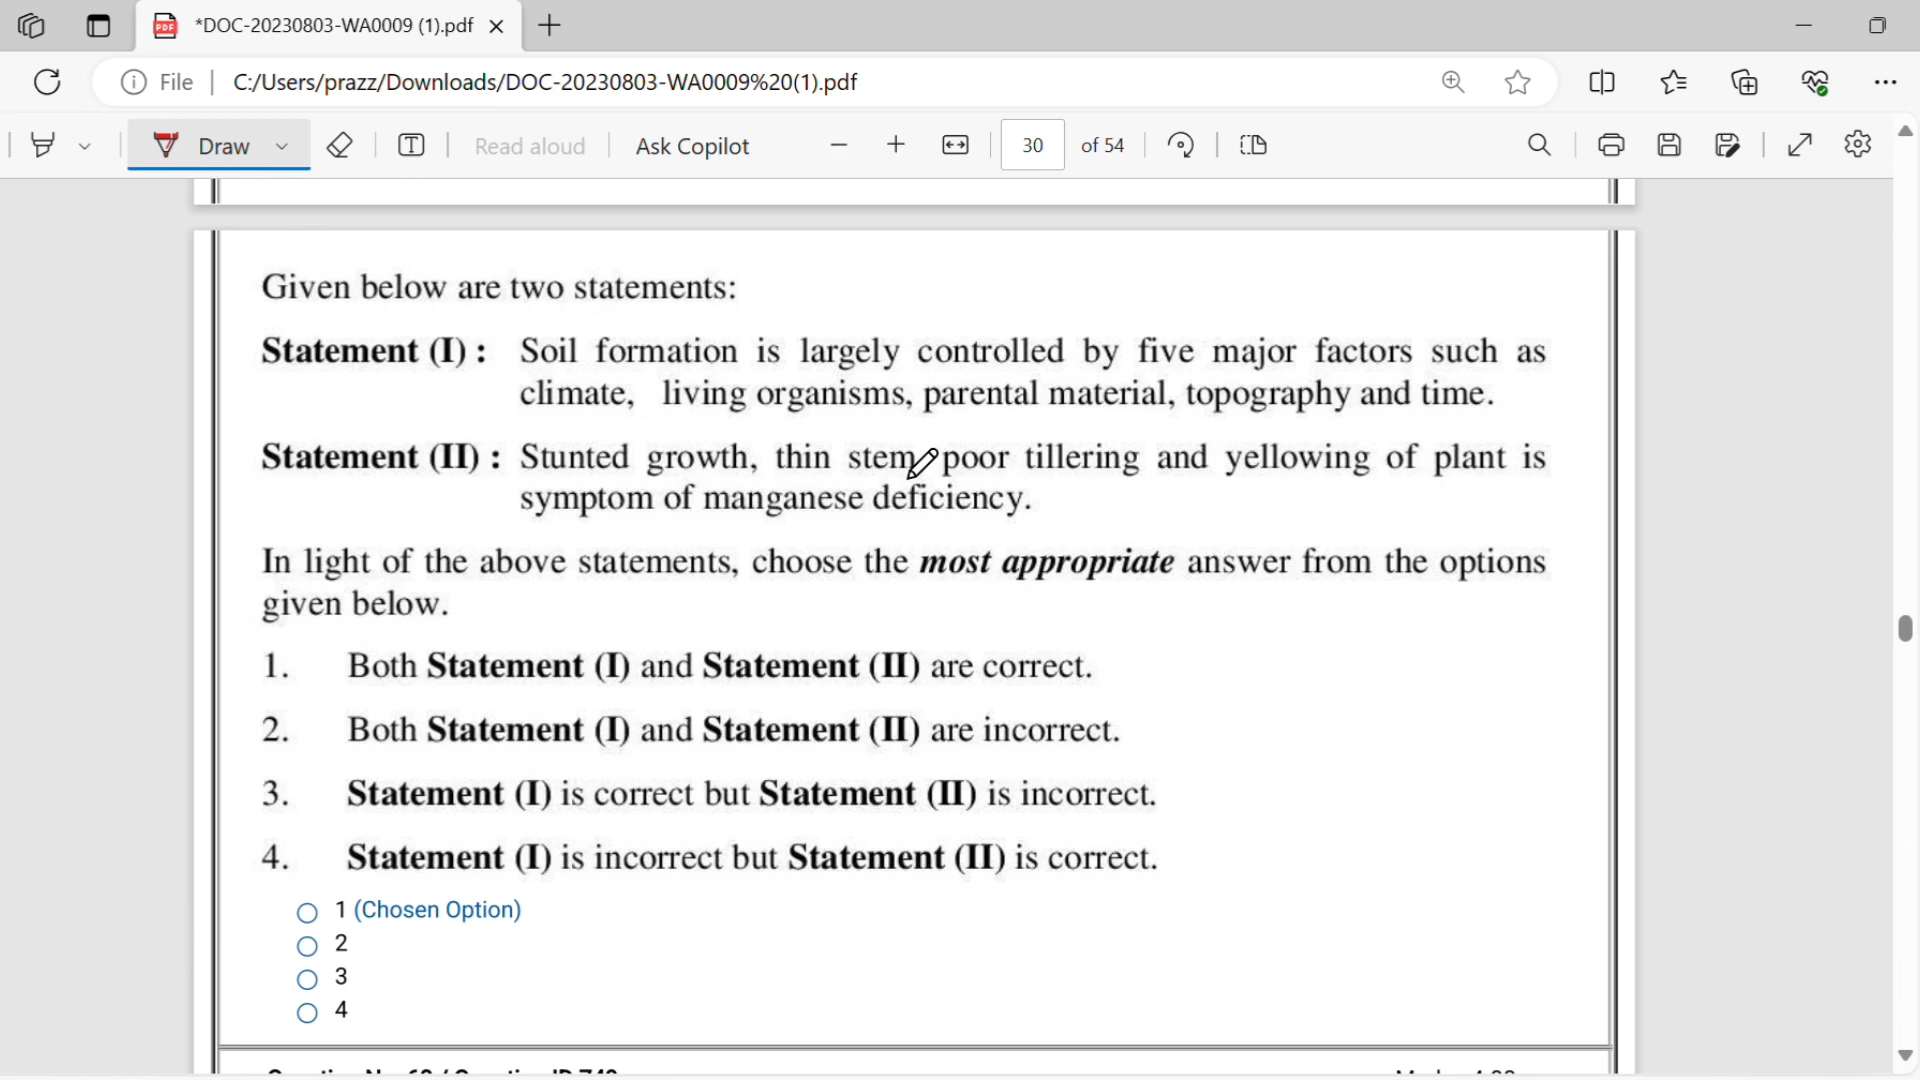 *DOC-20230803-WA0009 (1).pdf
File
C:/Users/prazz/Downloads/DOC-20230803-WA0009%20(1).pdf
Draw
Read aloud
Ask Copilot
30
of 54
Given below are two statements:
Statement (I) : Soil formation is largely controlled by five major factors such as
climate, living organisms, parental material, topography and time.
Statement (II) : Stunted growth, thin stem poor tillering and yellowing of plant is
symptom of manganese deficiency.
In light of the above statements, choose the most appropriate answer from the options
given below.
1. Both Statement (I) and Statement (II) are correct.
2. Both Statement (I) and Statement (II) are incorrect.
3. Statement (I) is correct but Statement (II) is incorrect.
4. Statement (I) is incorrect but Statement (II) is correct.
1 (Chosen Option)
2
3
4